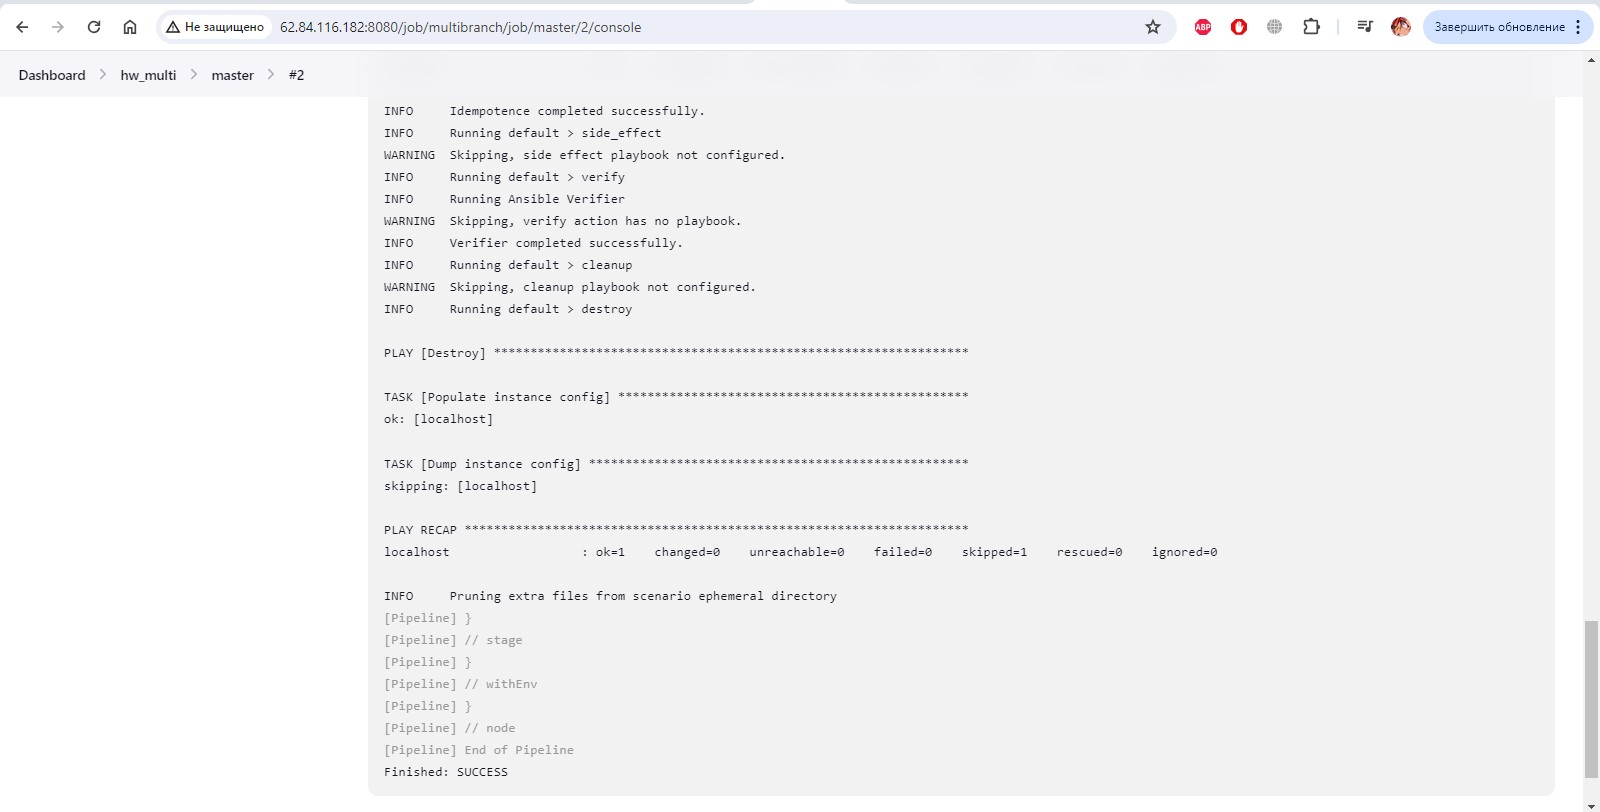 Не защищено 62.84.116.182:8080/job/multibranch/job/master/2/console ABP Завершить обновление
Dashboard > hw_multi > master > #2
INFO Idempotence completed successfully.
INFO Running default > side_effect
WARNING Skipping, side effect playbook not configured.
INFO Running default > verify
INFO Running Ansible Verifier
WARNING Skipping, verify action has no playbook.
INFO Verifier completed successfully.
INFO Running default > cleanup
WARNING Skipping, cleanup playbook not configured.
INFO Running default > destroy
PLAY [Destroy] *****************************************************************
TASK [Populate instance config] ************************************************
ok: [localhost]
TASK [Dump instance config] ****************************************************
skipping: [localhost]
PLAY RECAP *********************************************************************
localhost : ok=1 changed=0 unreachable=0 failed=0 skipped=1 rescued=0 ignored=0
INFO Pruning extra files from scenario ephemeral directory
[Pipeline] }
[Pipeline] // stage
[Pipeline] }
[Pipeline] // withEnv
[Pipeline] }
[Pipeline] // node
[Pipeline] End of Pipeline
Finished: SUCCESS